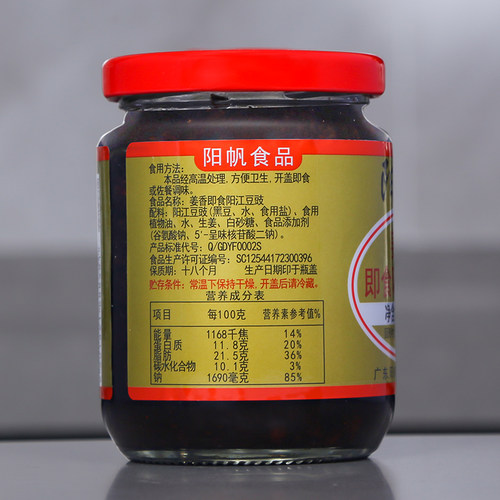 阳帆食品
食用方法：
本品经高温处理，方便卫生，开盖即食
或佐餐调味。
食品名称：姜香即食阳江豆豉
配料：阳江豆豉(黑豆、水、食用盐)、食用
植物油、水、生姜、白砂糖、食品添加剂
(谷氨酸钠、5'-呈味核苷酸二钠)。
产品标准代号：Q/GDYF0002S
食品生产许可证编号：SC12544172300396
保质期：十八个月 生产日期印于瓶盖
贮存条件：常温下保持干燥，开盖后请冷藏。
营养成分表
项目 每100克 营养素参考值%
能量 1168千焦 14%
蛋白质 11.8克 20%
脂肪 21.5克 36%
碳水化合物 10.1克 3%
钠 1690毫克 85%
即食
净含
广东